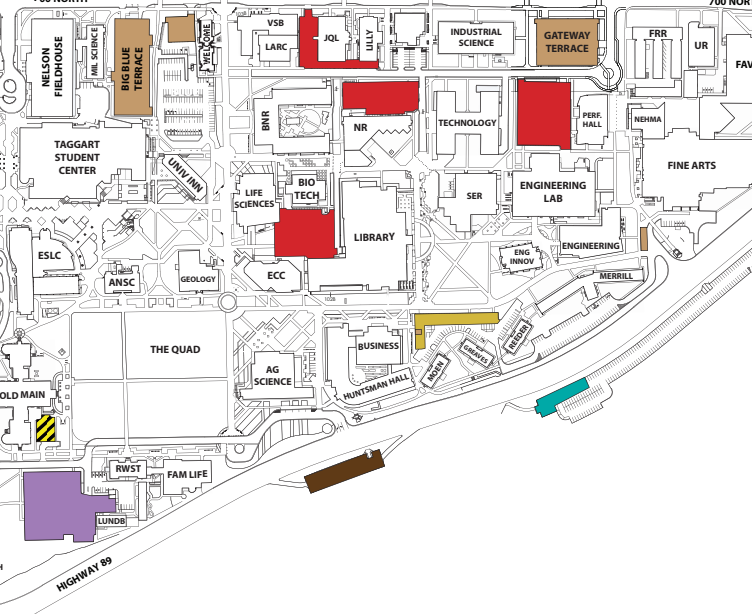 700 NOR
NELSON
FIELDHOUSE
MIL SCIENCE
BIG BLUE
TERRACE
WELCOME
VSB
LARC
JQL
LILLY
INDUSTRIAL
SCIENCE
GATEWAY
TERRACE
FRR
UR
FAV
BNR
NR
TECHNOLOGY
PERF.
HALL
NEHMA
TAGGART
STUDENT
CENTER
UNIV INN
LIFE
SCIENCES
BIO
TECH
LIBRARY
SER
ENGINEERING
LAB
FINE ARTS
ESLC
ANSC
GEOLOGY
ECC
ENG
INNOV
ENGINEERING
MERRILL
THE QUAD
AG
SCIENCE
BUSINESS
HUNTSMAN HALL
MOEN
GREAVES
REEDER
OLD MAIN
RWST
FAM LIFE
LUNDB
HIGHWAY 89